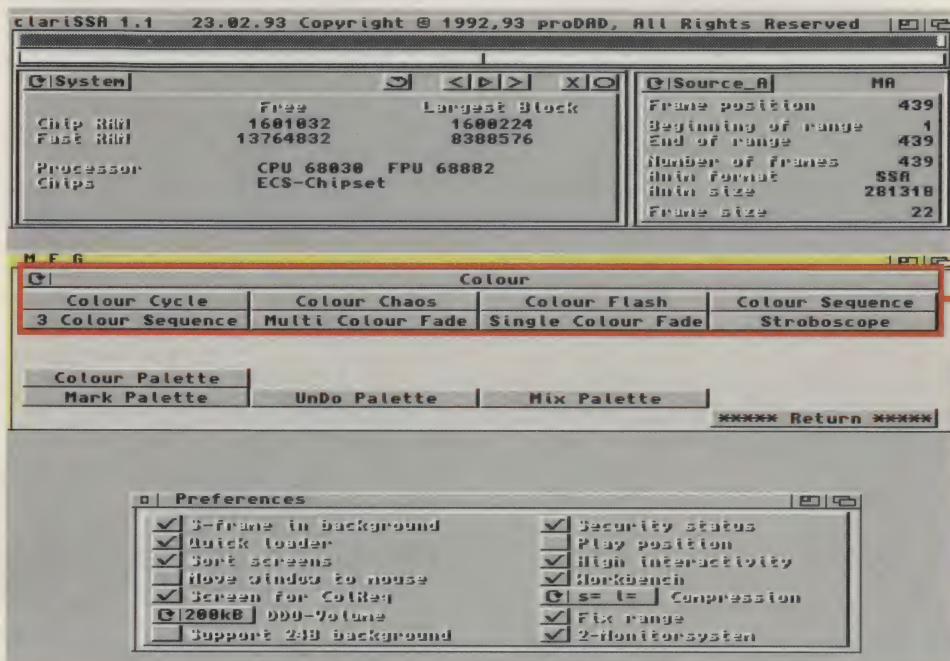 clariSSA 1.1 23.02.93 Copyright © 1992,93 proDAD, All Rights Reserved
System
< > X
Free Largest Block
Chip RAM 1601032 1600224
Fast RAM 13764832 8388576
Processor CPU 68030 FPU 68882
Chips ECS-Chipset
Source_A MA
Frame position 439
Beginning of range 1
End of range 439
Number of frames 439
Anim format SSA
Anim size 281318
Frame size 22
M E G
Colour
Colour Cycle Colour Chaos Colour Flash Colour Sequence
3 Colour Sequence Multi Colour Fade Single Colour Fade Stroboscope
Colour Palette
Mark Palette UnDo Palette Mix Palette
***** Return *****
Preferences
S-frame in background
Quick loader
Sort screens
Move window to mouse
Screen for ColReq
200kB DDD-Volume
Support 24B background
Security status
Play position
High interactivity
Workbench
s= l= Compression
Fix range
2-Monitorsystem